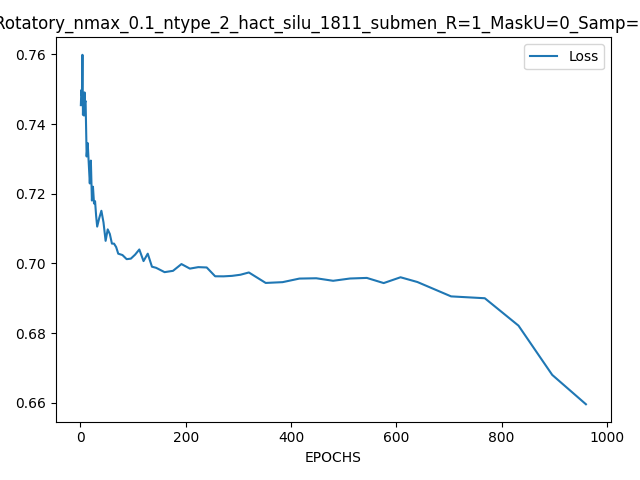 Rotatory_nmax_0.1_ntype_2_hact_silu_1811_submen_R=1_MaskU=0_Samp=
Loss
0.76
0.74
0.72
0.70
0.68
0.66
0 200 400 600 800 1000
EPOCHS